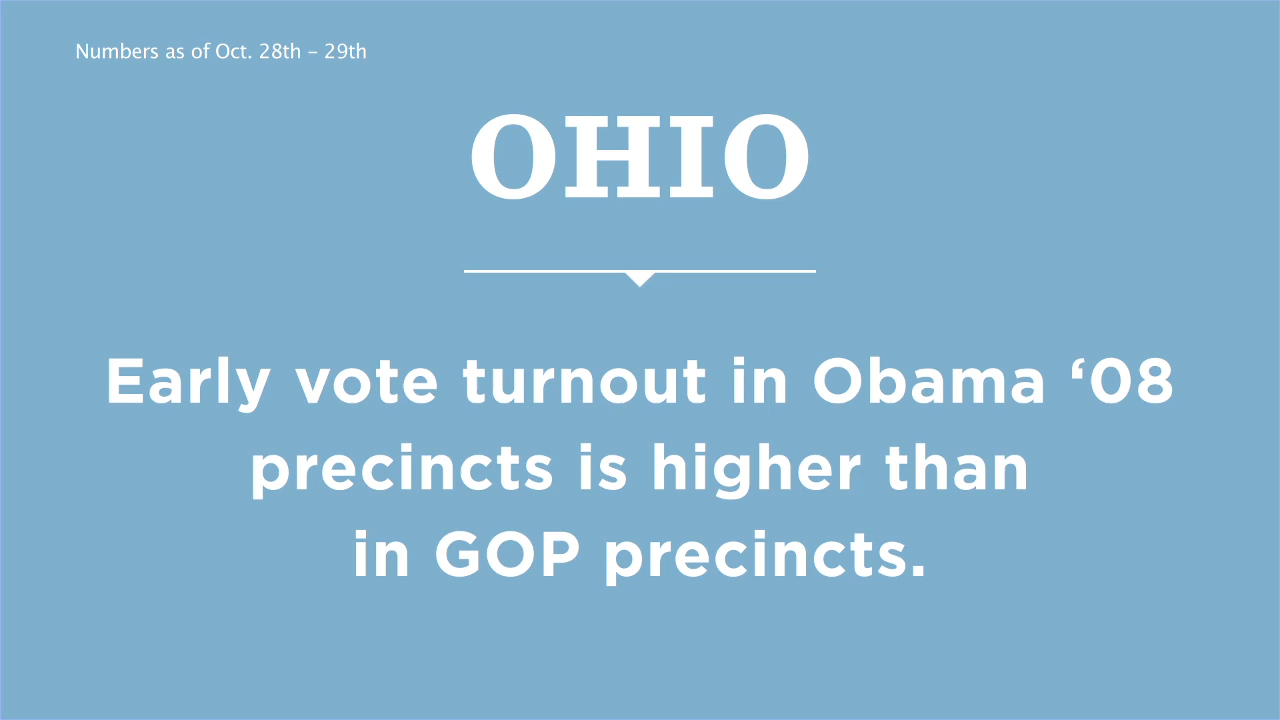 Numbers as of Oct. 28th – 29th
OHIO
Early vote turnout in Obama ‘08
precincts is higher than
in GOP precincts.